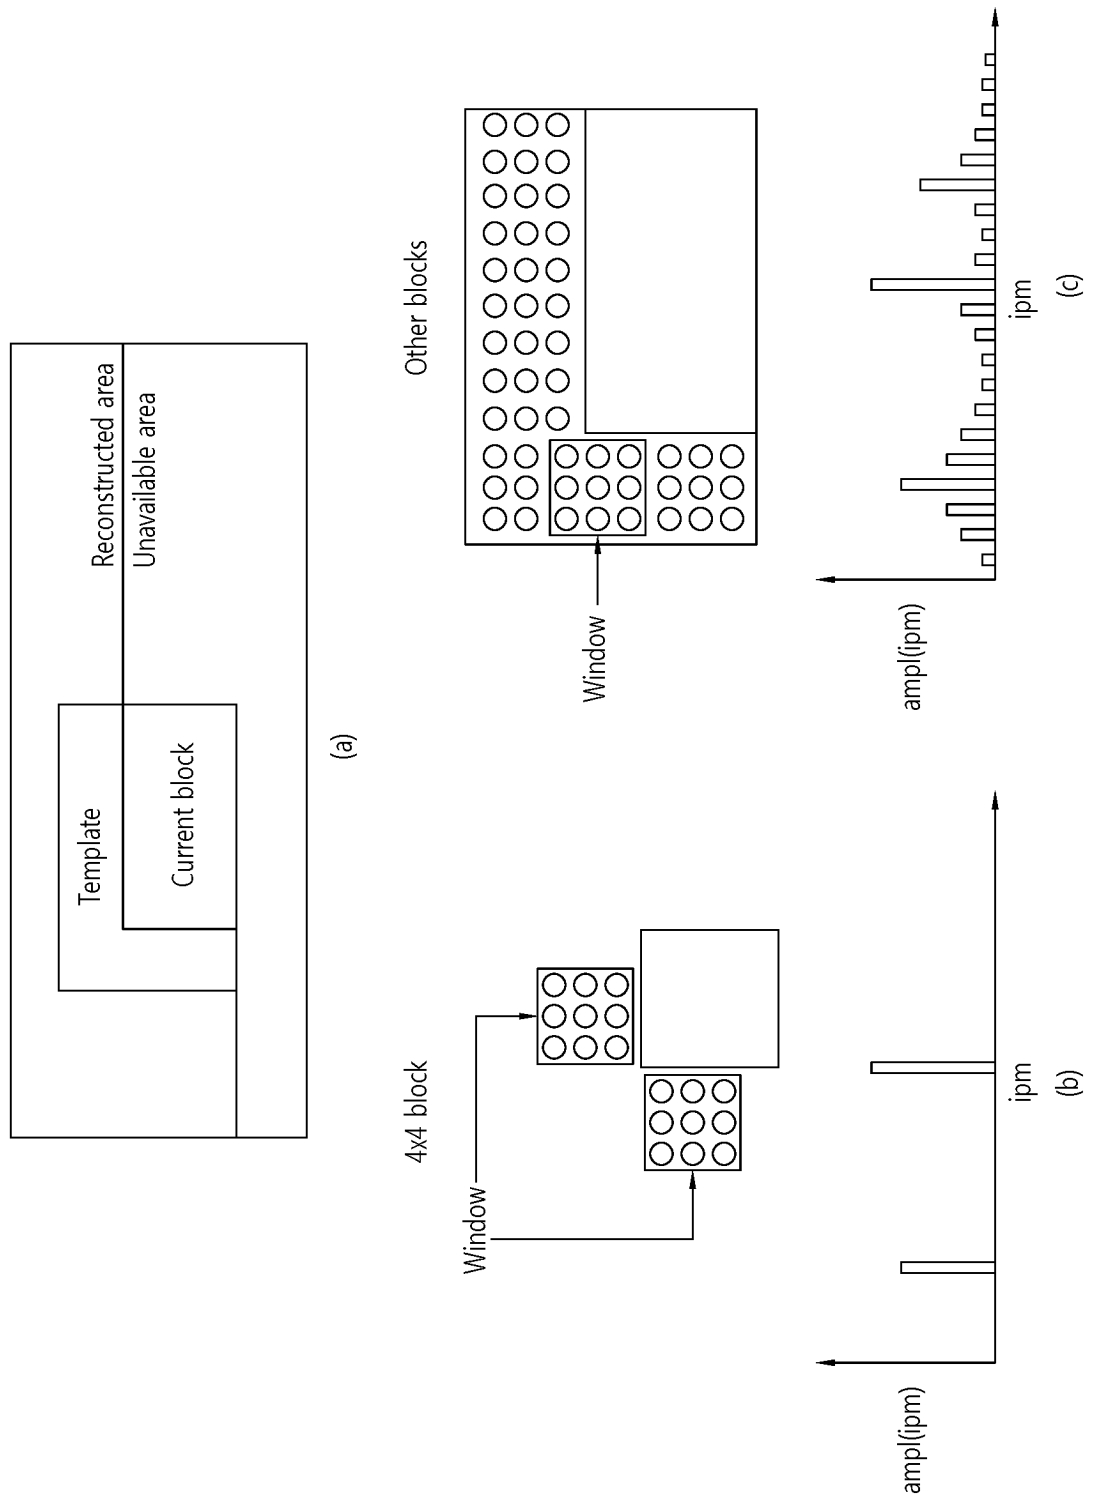 Template
Reconstructed area
Unavailable area
Current block
(a)
4x4 block
Window
ampl(ipm)
ipm
(b)
Other blocks
Window
ampl(ipm)
ipm
(c)